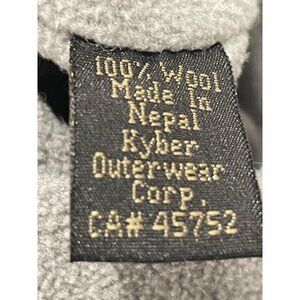 100% Wool
Made In
Nepal
Kyber
Outerwear
Corp.
CA# 45752